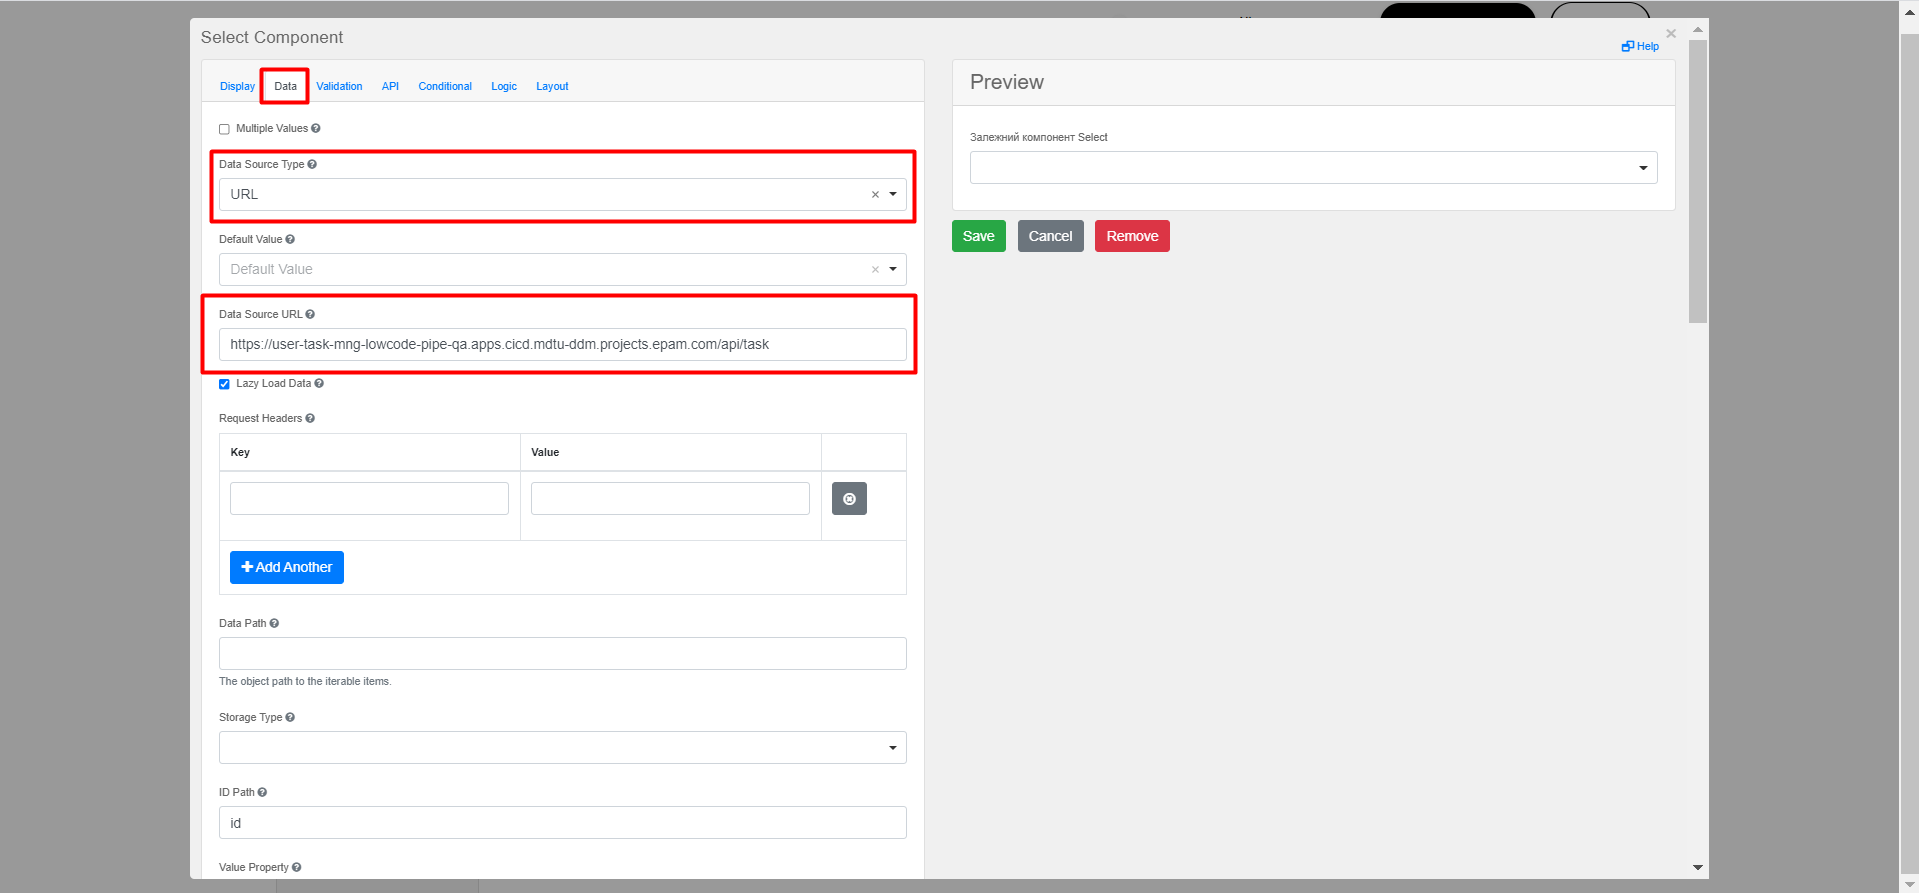 Select Component
Help
Display Data Validation API Conditional Logic Layout
Multiple Values
Data Source Type
URL
Default Value
Default Value
Data Source URL
https://user-task-mng-lowcode-pipe-qa.apps.cicd.mdtu-ddm.projects.epam.com/api/task
Lazy Load Data
Request Headers
Key Value
Add Another
Data Path
The object path to the iterable items.
Storage Type
ID Path
id
Value Property
Preview
Залежний компонент Select
Save Cancel Remove